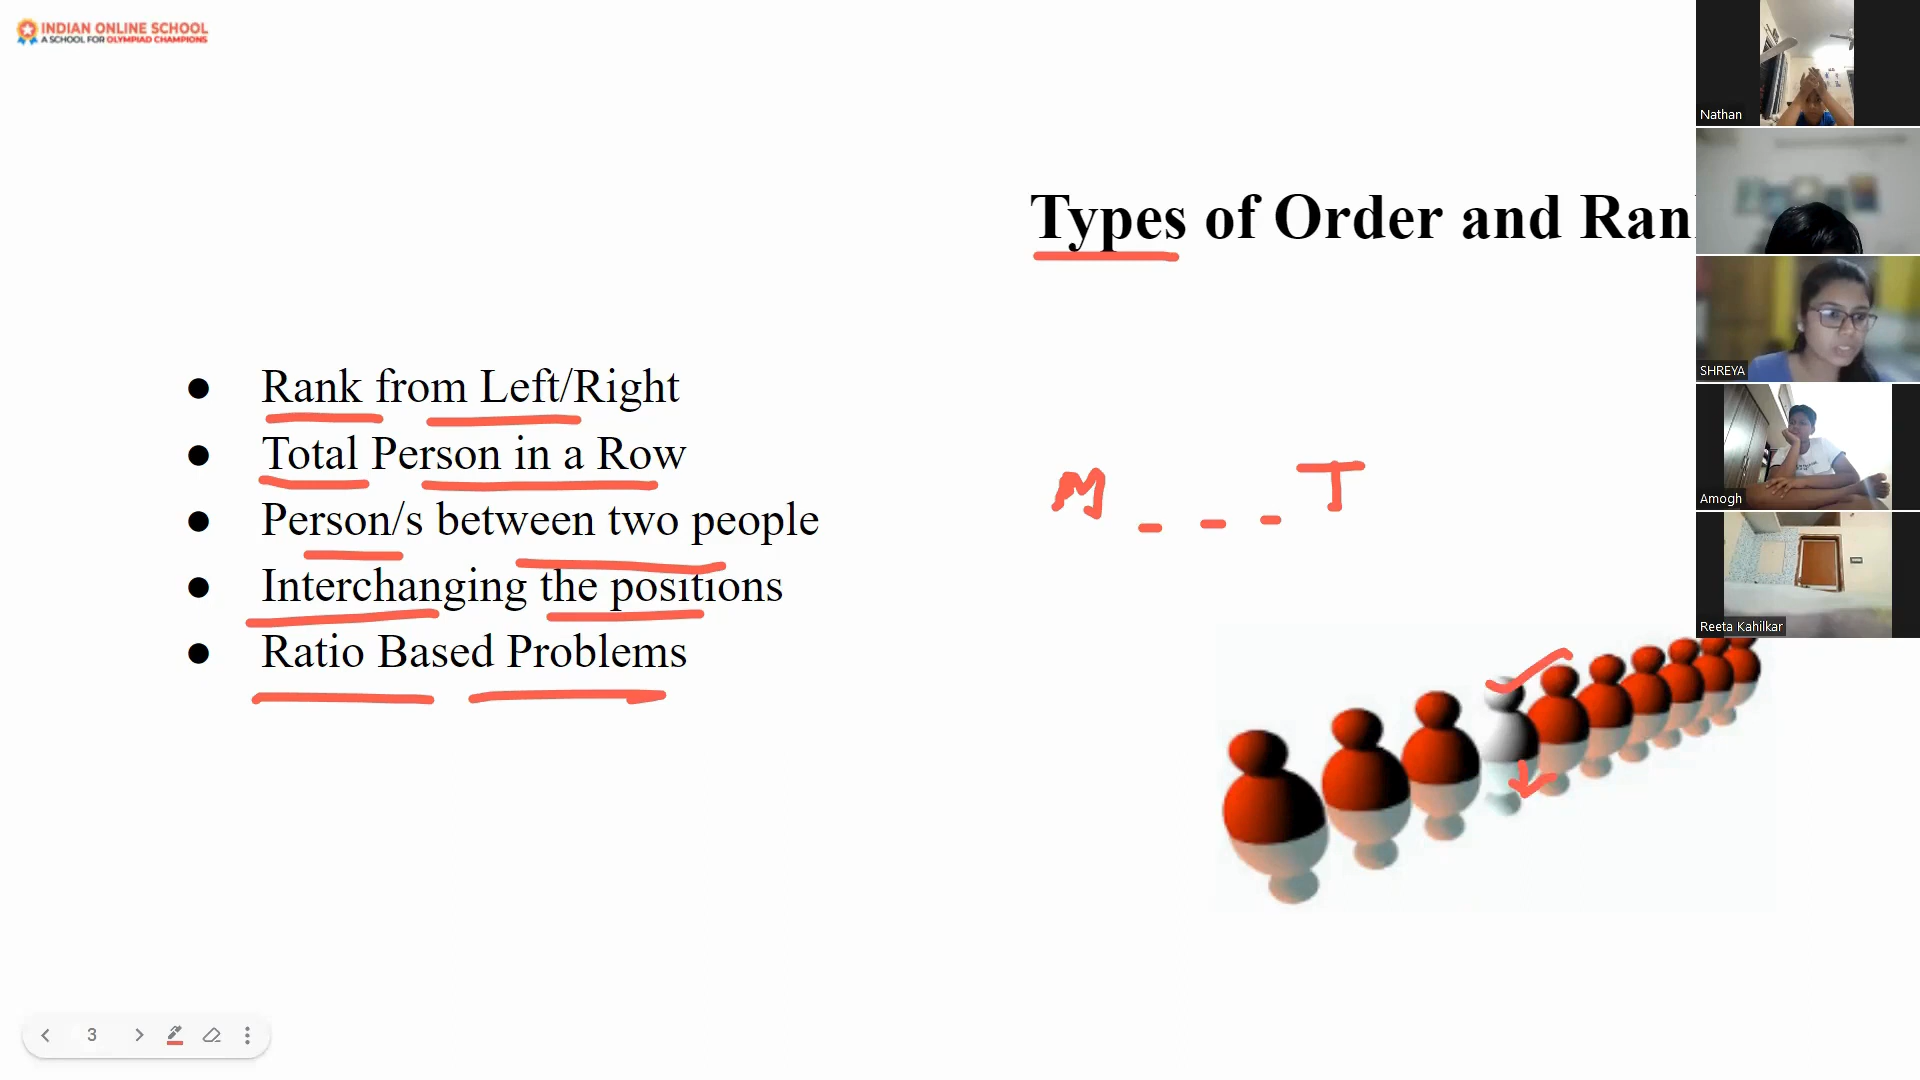 INDIAN ONLINE SCHOOL
A SCHOOL FOR OLYMPIAD CHAMPIONS
Types of Order and Ran
Rank from Left/Right
Total Person in a Row
Person/s between two people
Interchanging the positions
Ratio Based Problems
M _ _ _ T
3
Nathan
SHREYA
Amogh
Reeta Kahilkar